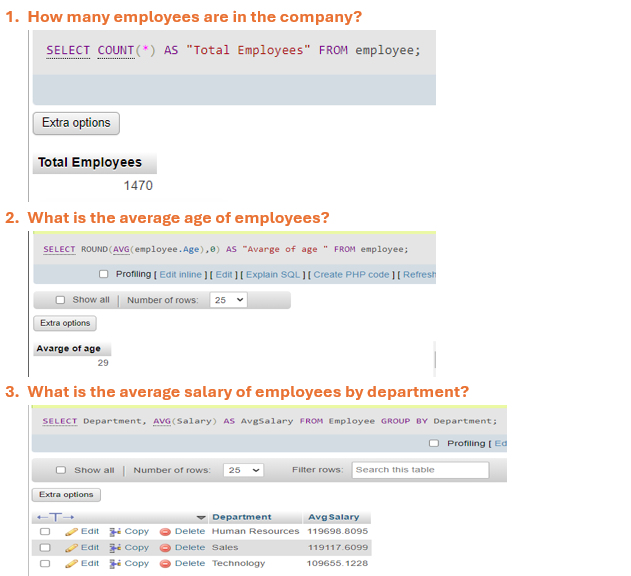 1. How many employees are in the company?
SELECT COUNT(*) AS "Total Employees" FROM employee;
Extra options
Total Employees
1470
2. What is the average age of employees?
SELECT ROUND(AVG(employee.Age),0) AS "Avarge of age " FROM employee;
Profiling [ Edit inline ] [ Edit ] [ Explain SQL ] [ Create PHP code ] [ Refresh
Show all | Number of rows: 25
Extra options
Avarge of age
29
3. What is the average salary of employees by department?
SELECT Department, AVG(Salary) AS AvgSalary FROM Employee GROUP BY Department;
Profiling [ Ed
Show all | Number of rows: 25 Filter rows: Search this table
Extra options
←T→ Department AvgSalary
Edit Copy Delete Human Resources 119698.8095
Edit Copy Delete Sales 119117.6099
Edit Copy Delete Technology 109655.1228